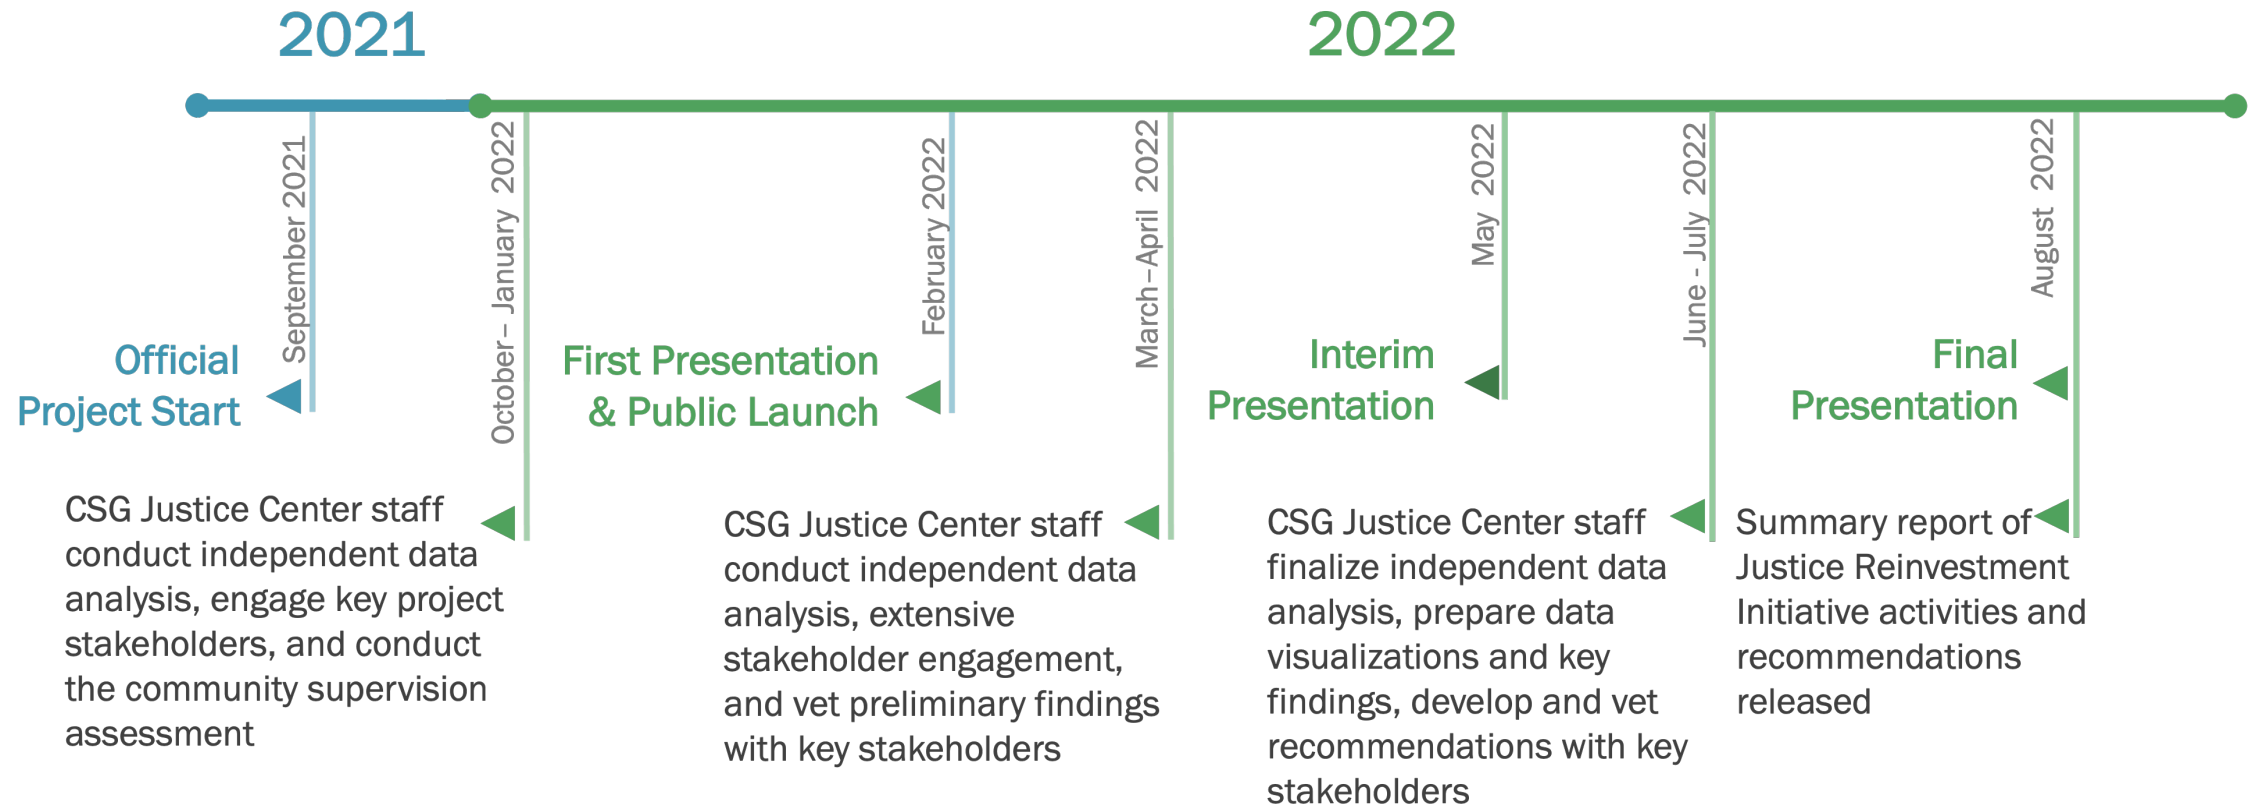 2021
2022
September 2021
October– January 2022
February 2022
March–April 2022
May 2022
June - July 2022
August 2022
Official
Project Start
First Presentation
& Public Launch
Interim
Presentation
Final
Presentation
CSG Justice Center staff
conduct independent data
analysis, engage key project
stakeholders, and conduct
the community supervision
assessment
CSG Justice Center staff
conduct independent data
analysis, extensive
stakeholder engagement,
and vet preliminary findings
with key stakeholders
CSG Justice Center staff
finalize independent data
analysis, prepare data
visualizations and key
findings, develop and vet
recommendations with key
stakeholders
Summary report of
Justice Reinvestment
Initiative activities and
recommendations
released